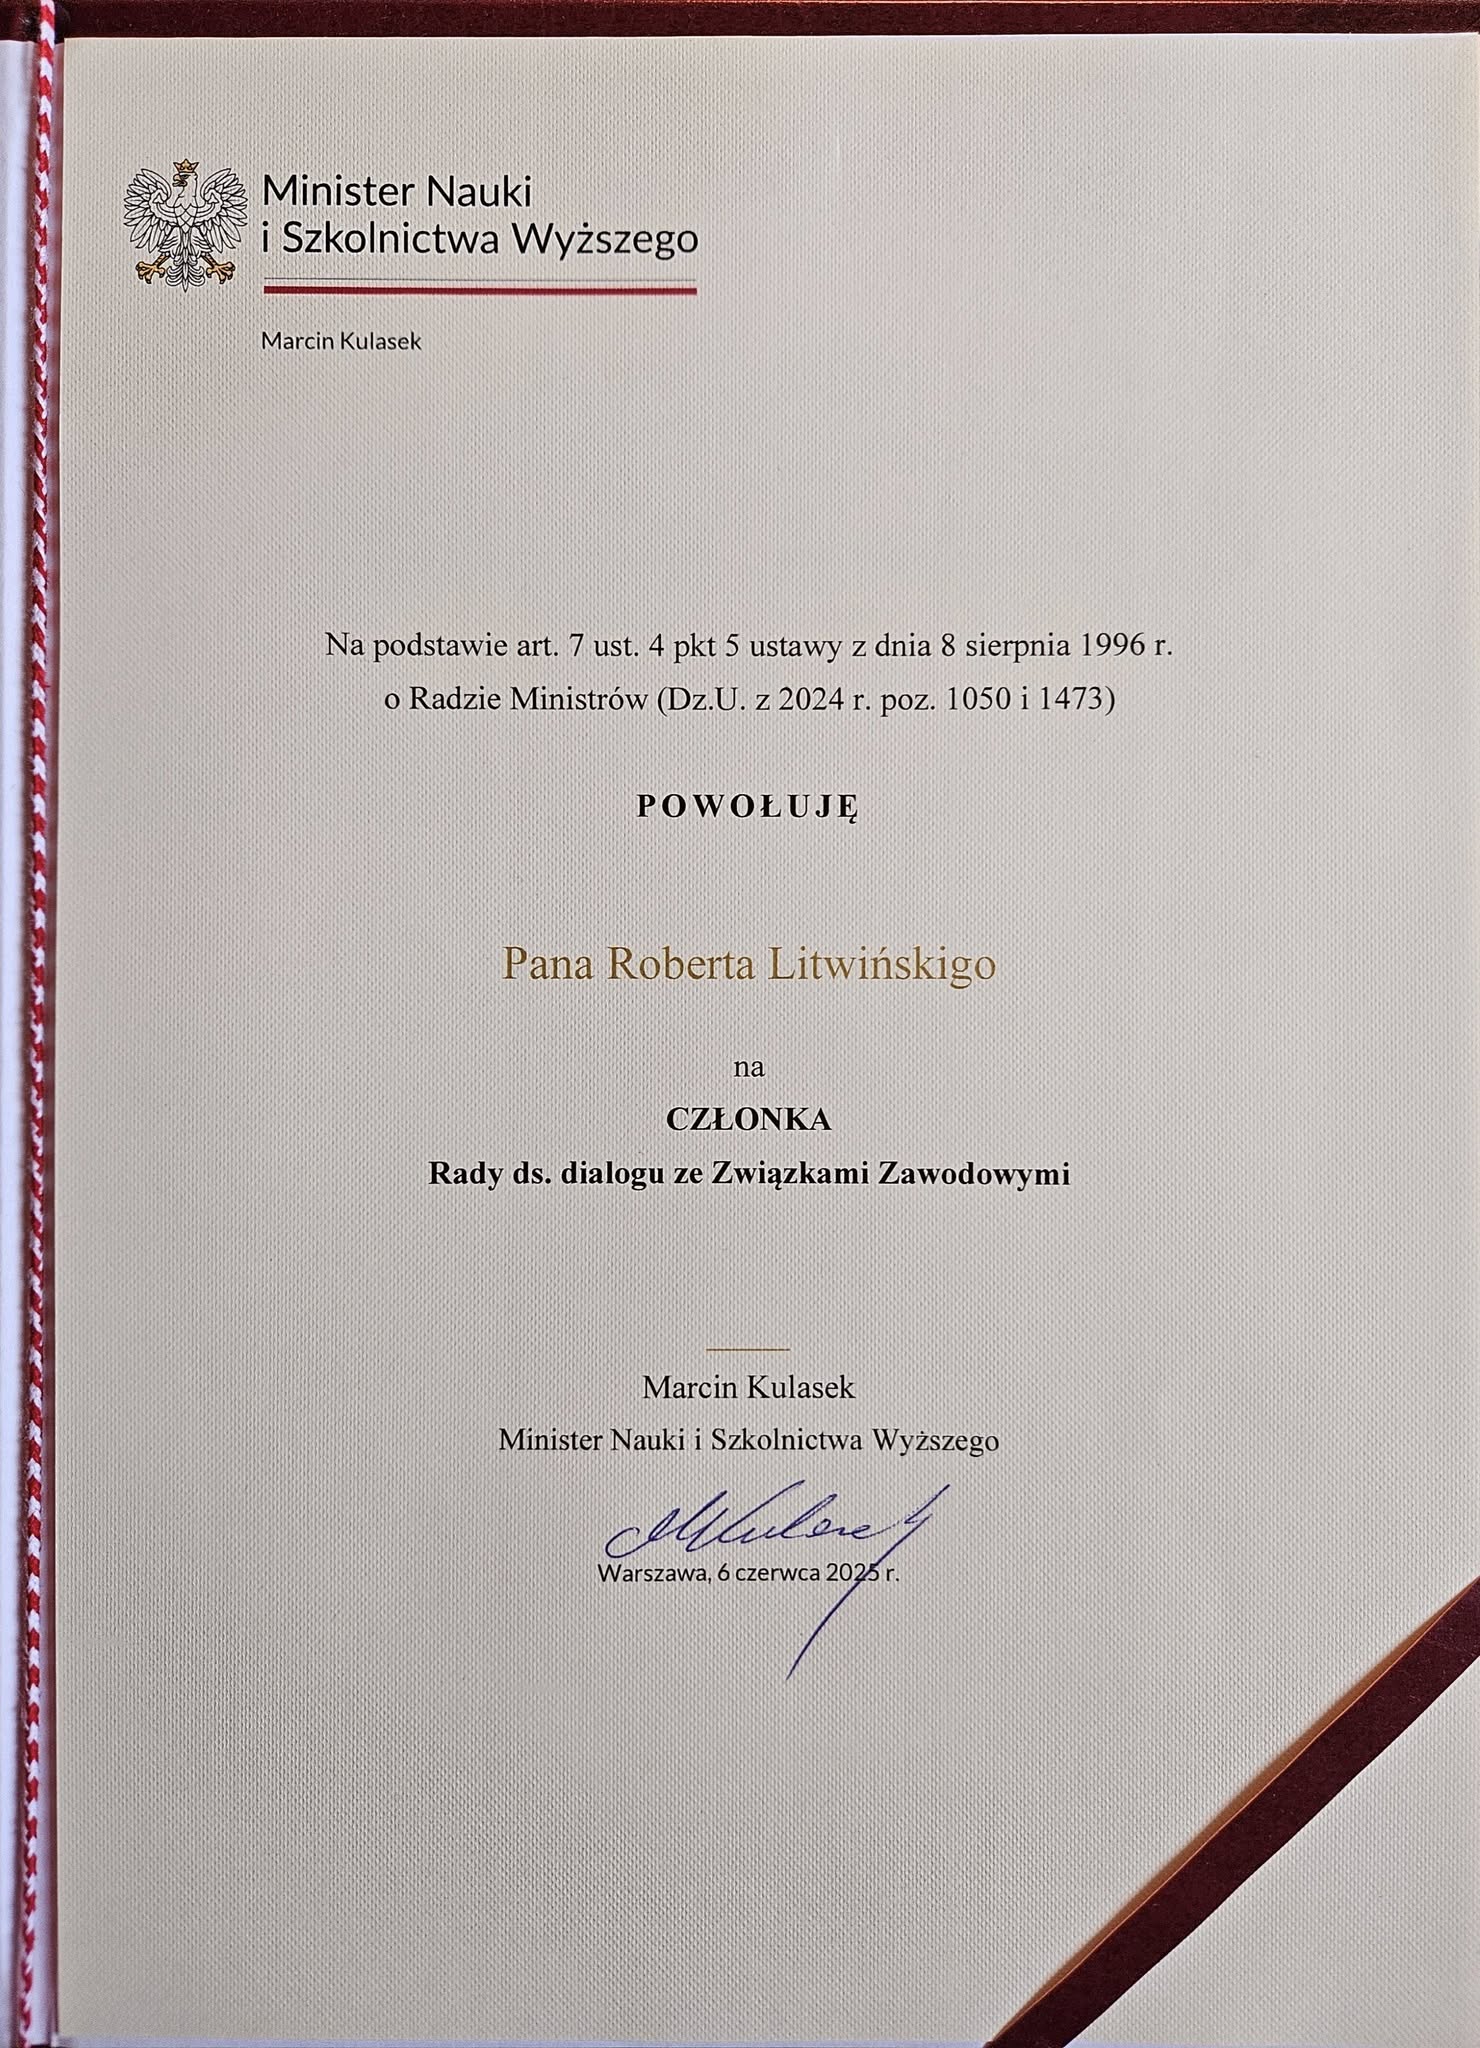 Minister Nauki
i Szkolnictwa Wyższego
Marcin Kulasek
Na podstawie art. 7 ust. 4 pkt 5 ustawy z dnia 8 sierpnia 1996 r.
o Radzie Ministrów (Dz.U. z 2024 r. poz. 1050 i 1473)
POWOŁUJĘ
Pana Roberta Litwińskigo
na
CZŁONKA
Rady ds. dialogu ze Związkami Zawodowymi
Marcin Kulasek
Minister Nauki i Szkolnictwa Wyższego
MKulasek
Warszawa, 6 czerwca 2025 r.